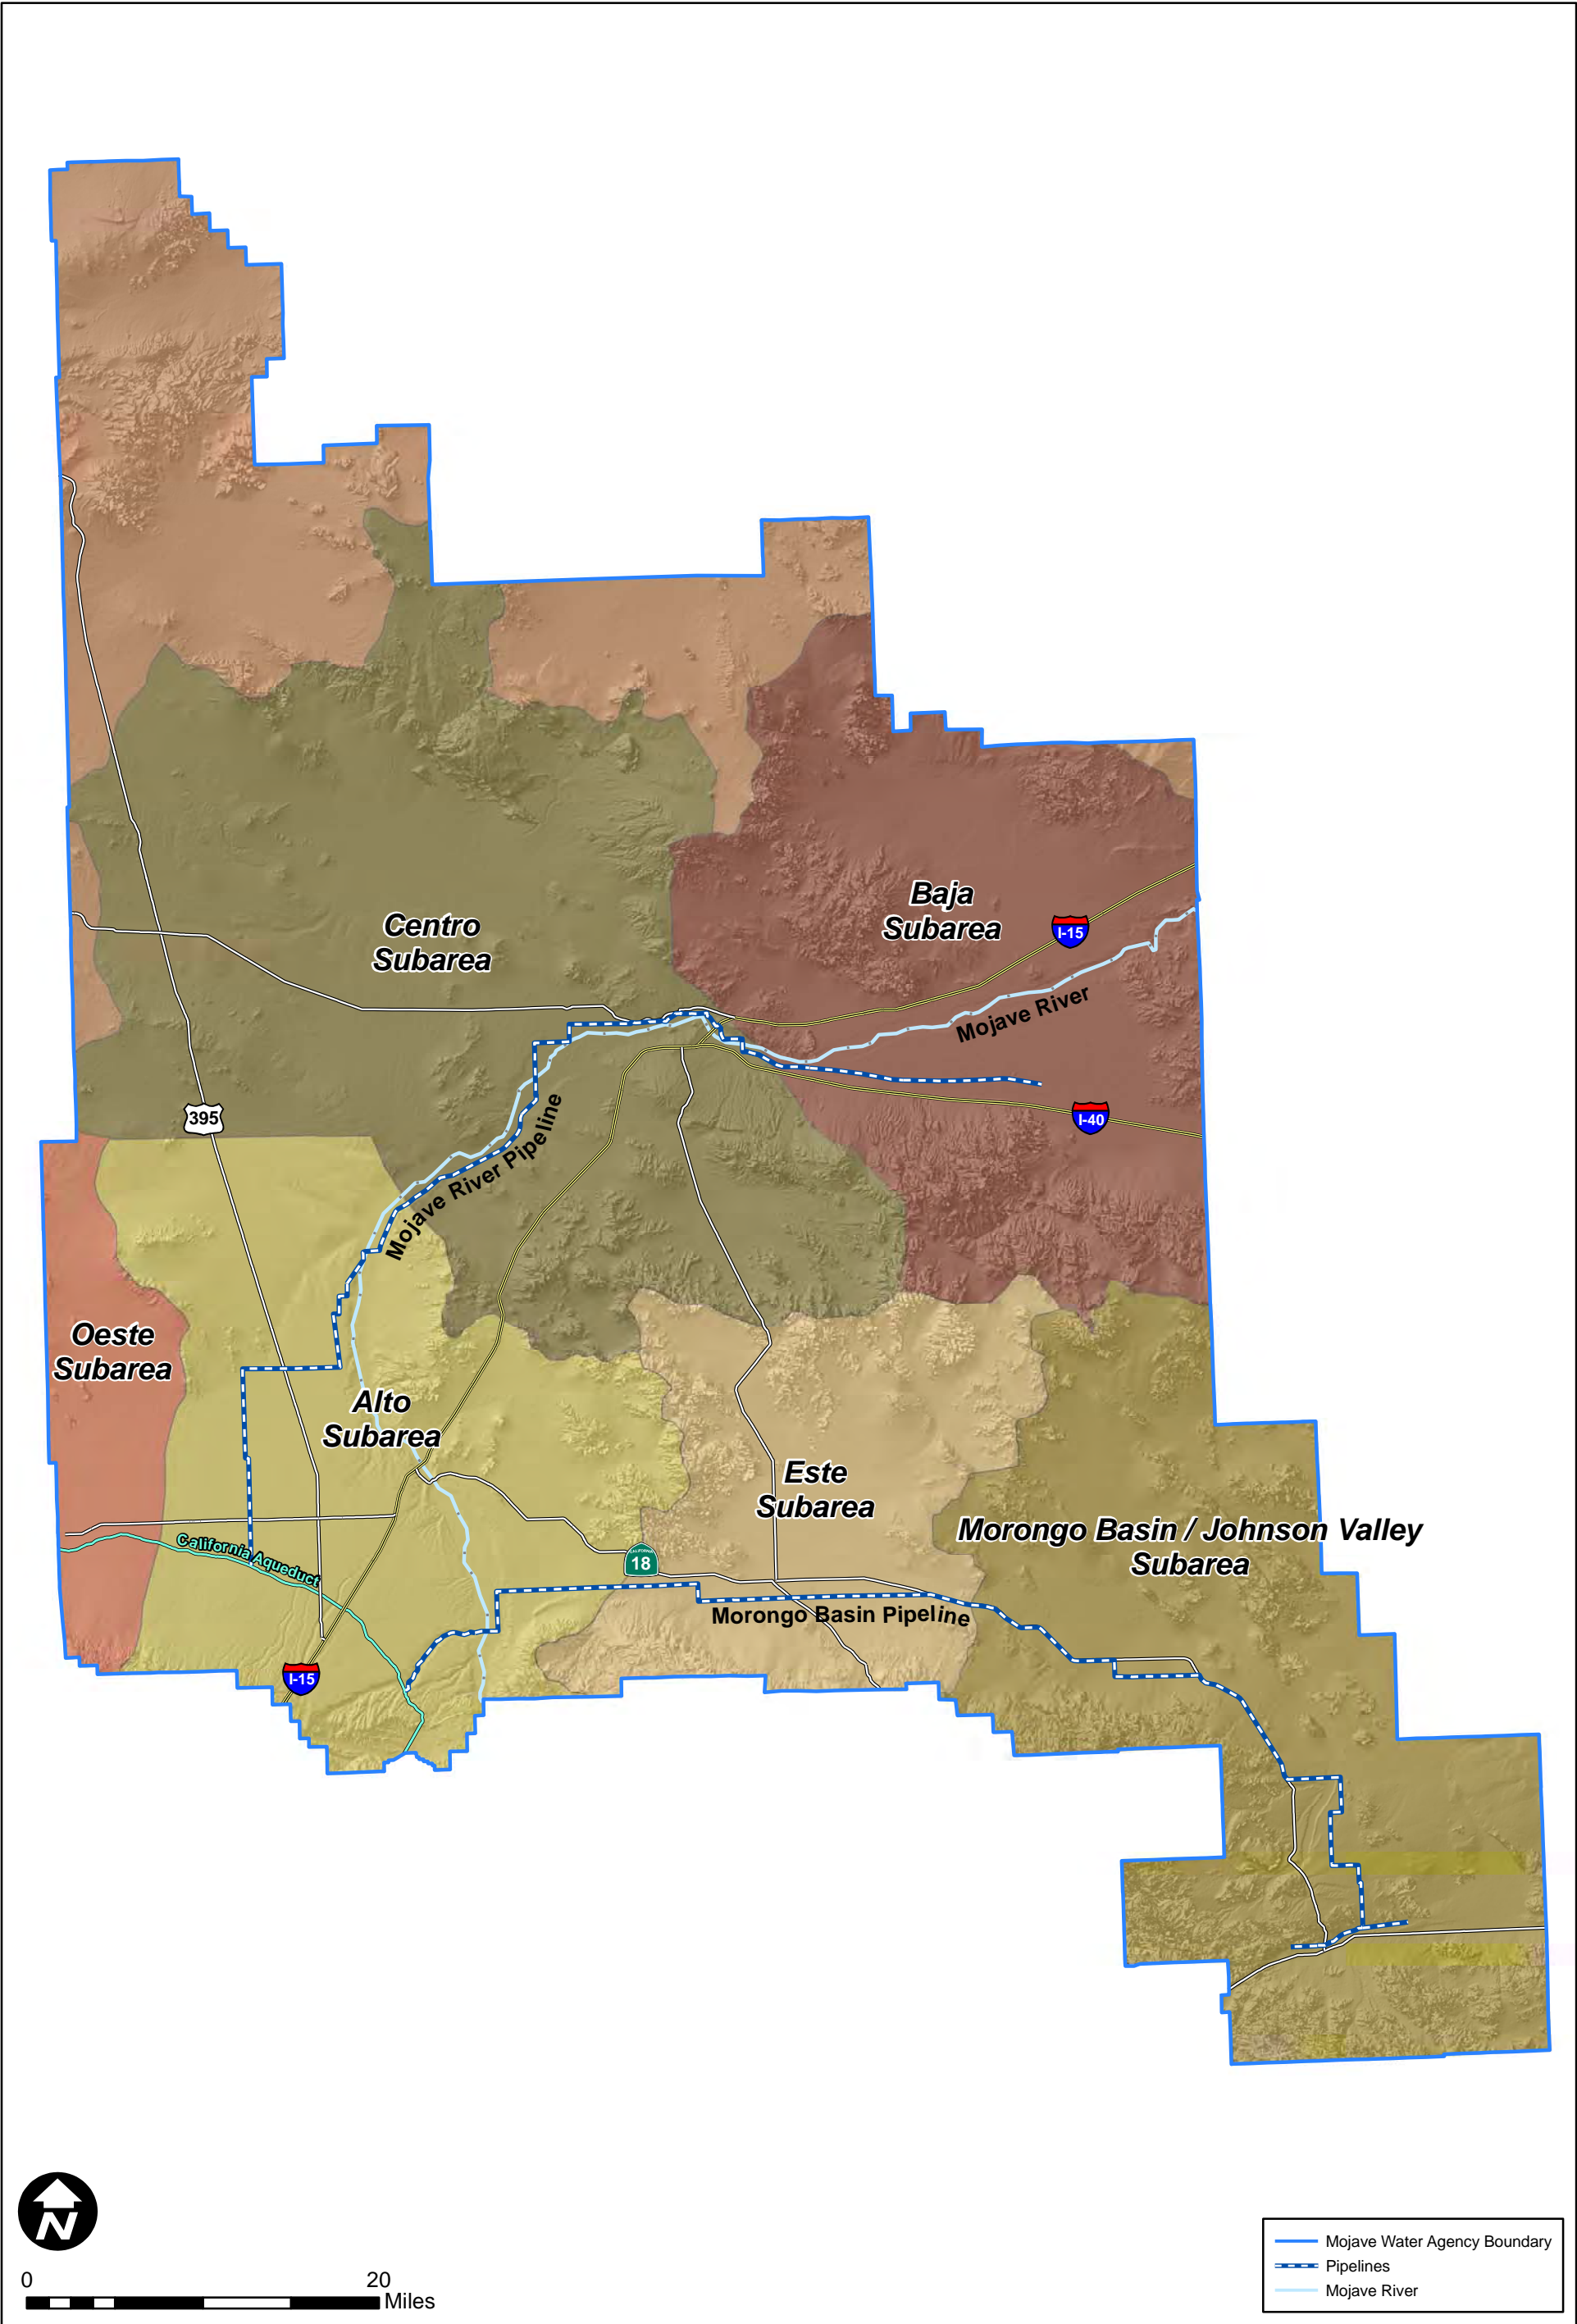 Baja
Subarea
Centro
Subarea
I-15
Mojave River
395
I-40
Mojave River Pipeline
Oeste
Subarea
Alto
Subarea
Este
Subarea
Morongo Basin / Johnson Valley
Subarea
California Aqueduct
CALIFORNIA
18
Morongo Basin Pipeline
I-15
N
0 20
Miles
Mojave Water Agency Boundary
Pipelines
Mojave River